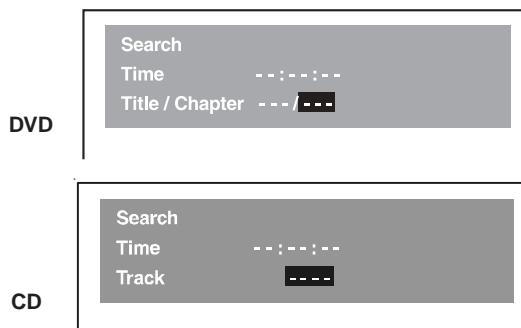 Search
Time --:--:--
Title / Chapter ---/---
DVD
Search
Time --:--:--
Track ----
CD